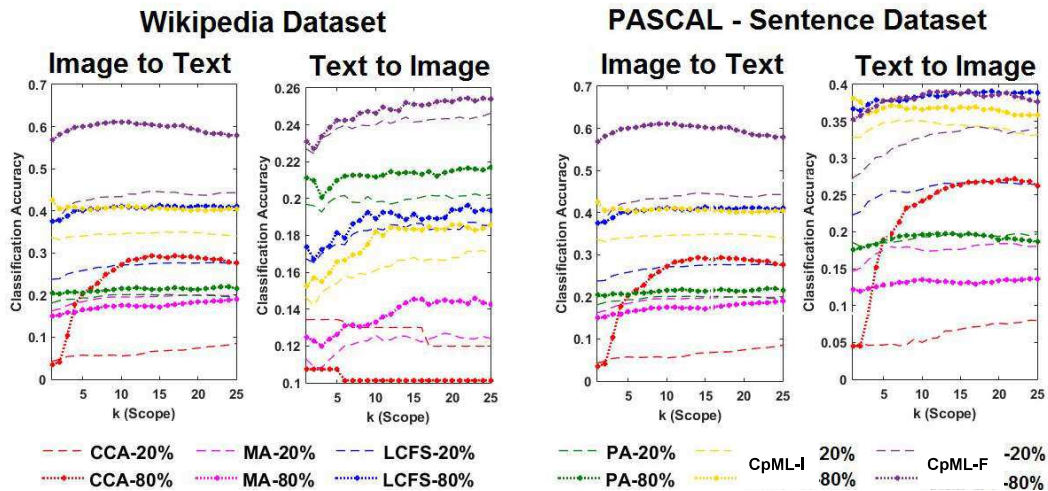 Wikipedia Dataset
PASCAL - Sentence Dataset
Image to Text
Classification Accuracy
0.7
0.6
0.5
0.4
0.3
0.2
0.1
0
5 10 15 20 25
k (Scope)
Text to Image
Classification Accuracy
0.26
0.24
0.22
0.2
0.18
0.16
0.14
0.12
0.1
5 10 15 20 25
k (Scope)
Image to Text
Classification Accuracy
0.7
0.6
0.5
0.4
0.3
0.2
0.1
0
5 10 15 20 25
k (Scope)
Text to Image
Classification Accuracy
0.4
0.35
0.3
0.25
0.2
0.15
0.1
0.05
0
5 10 15 20 25
k (Scope)
CCA-20% MA-20% LCFS-20% PA-20% 20% -20%
CpML-I CpML-F
CCA-80% MA-80% LCFS-80% PA-80% 80% -80%